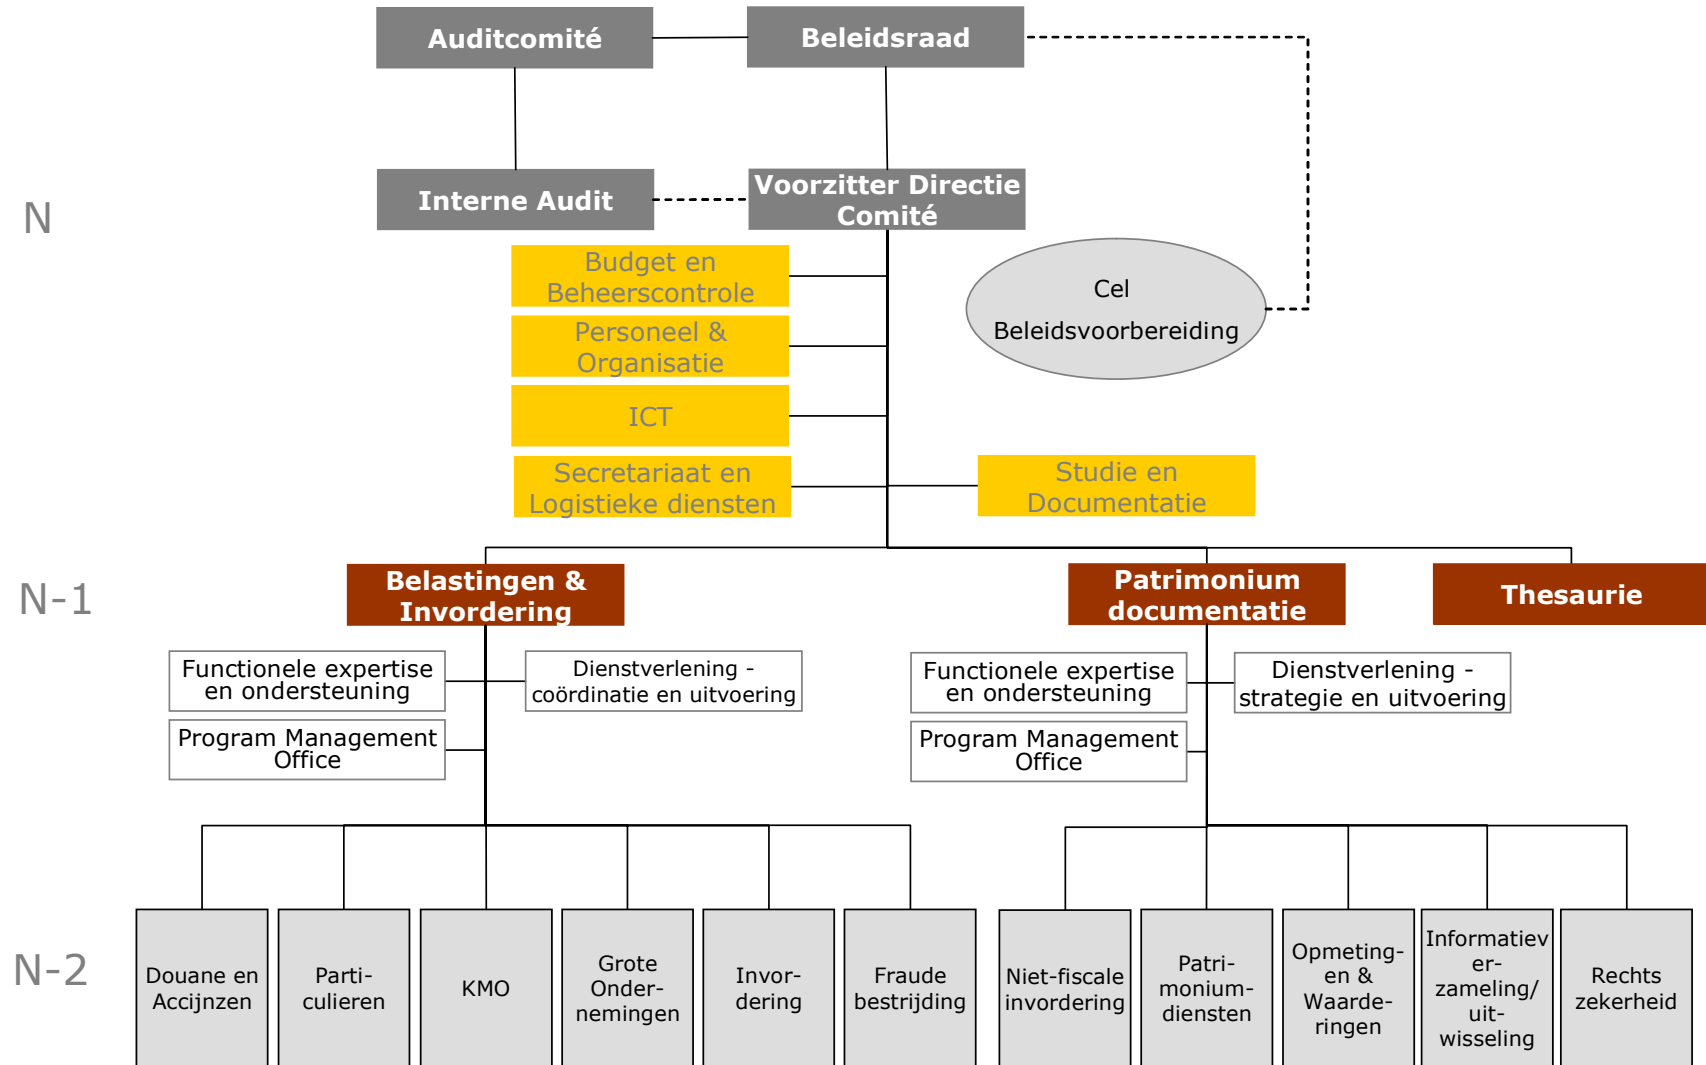 Auditcomité
Beleidsraad
N
Interne Audit
Voorzitter Directie
Comité
Budget en
Beheerscontrole
Cel
Beleidsvoorbereiding
Personeel &
Organisatie
ICT
Secretariaat en
Logistieke diensten
Studie en
Documentatie
N-1
Belastingen &
Invordering
Patrimonium
documentatie
Thesaurie
Functionele expertise
en ondersteuning
Dienstverlening -
coördinatie en uitvoering
Functionele expertise
en ondersteuning
Dienstverlening -
strategie en uitvoering
Program Management
Office
Program Management
Office
N-2
Douane en
Accijnzen
Parti-
culieren
KMO
Grote
Onder-
nemingen
Invor-
dering
Fraude
bestrijding
Niet-fiscale
invordering
Patri-
monium-
diensten
Opmeting-
en &
Waarde-
ringen
Informatiev
er-
zameling/
uit-
wisseling
Rechts
zekerheid